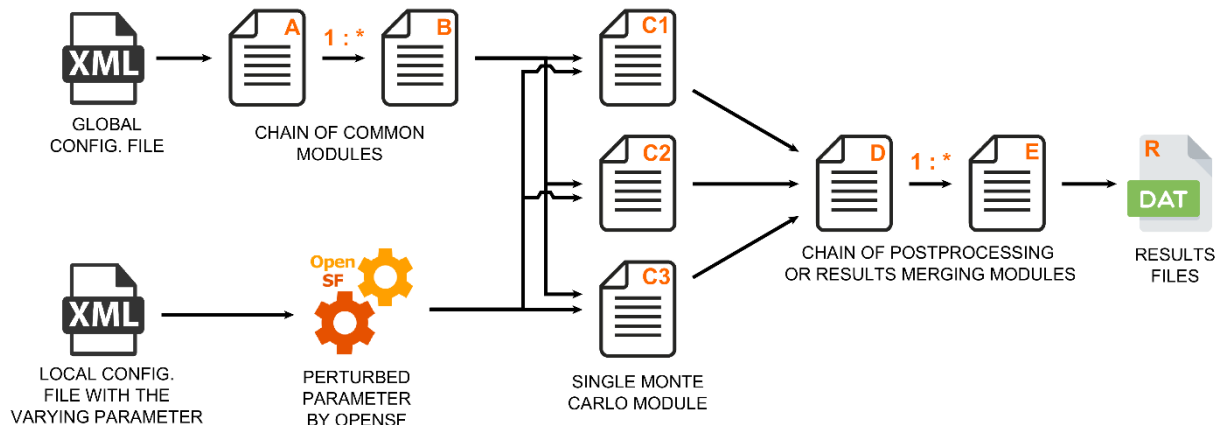 A
1 : *
B
C1
XML
GLOBAL
CONFIG. FILE
CHAIN OF COMMON
MODULES
C2
D
1 : *
E
R
DAT
CHAIN OF POSTPROCESSING
OR RESULTS MERGING MODULES
RESULTS
FILES
Open
SF
C3
XML
LOCAL CONFIG.
FILE WITH THE
VARYING PARAMETER
PERTURBED
PARAMETER
BY OPENSF
SINGLE MONTE
CARLO MODULE